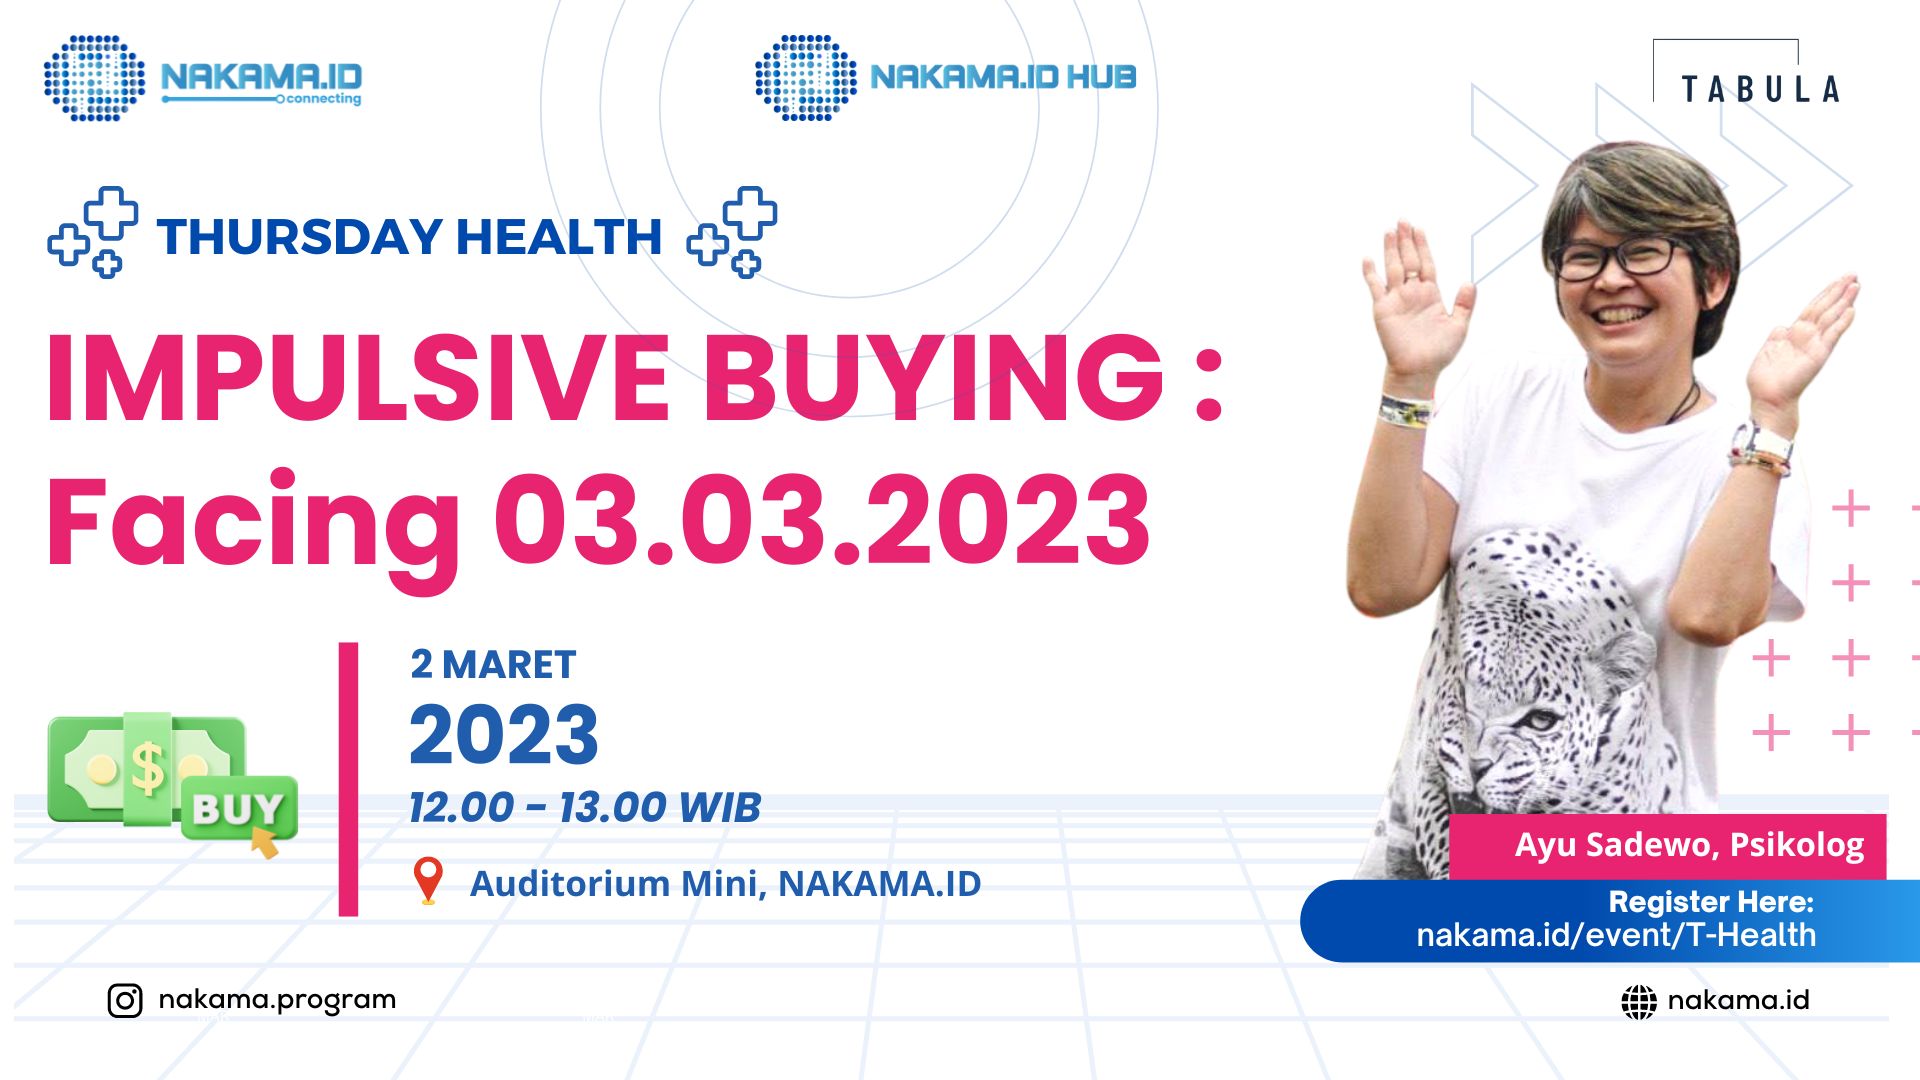 NAKAMA.ID
connecting
NAKAMA.ID HUB
TABULA
THURSDAY HEALTH
IMPULSIVE BUYING :
Facing 03.03.2023
2 MARET
2023
12.00 - 13.00 WIB
Auditorium Mini, NAKAMA.ID
$
BUY
Ayu Sadewo, Psikolog
Register Here:
nakama.id/event/T-Health
nakama.program
nakama.id